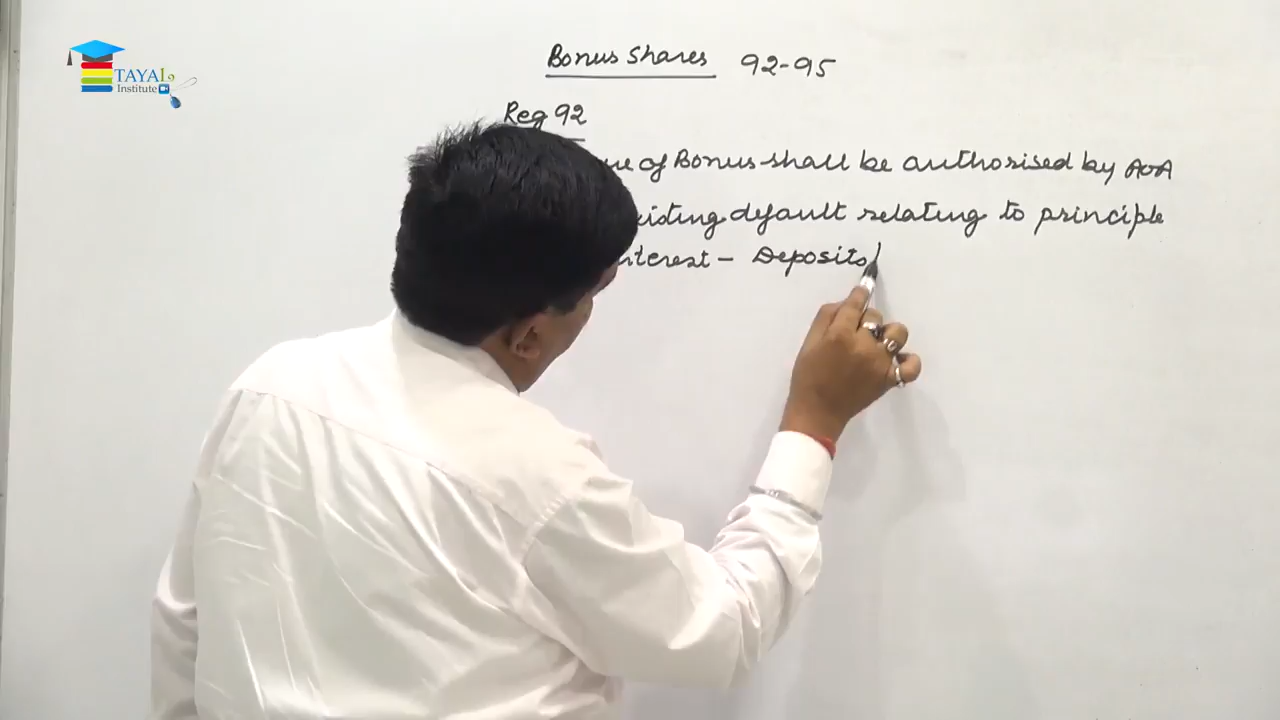 TAYAL
Institute
Bonus Shares 92-95
Reg 92
of Bonus shall be authorised by AOA
default relating to principle
- Deposits/